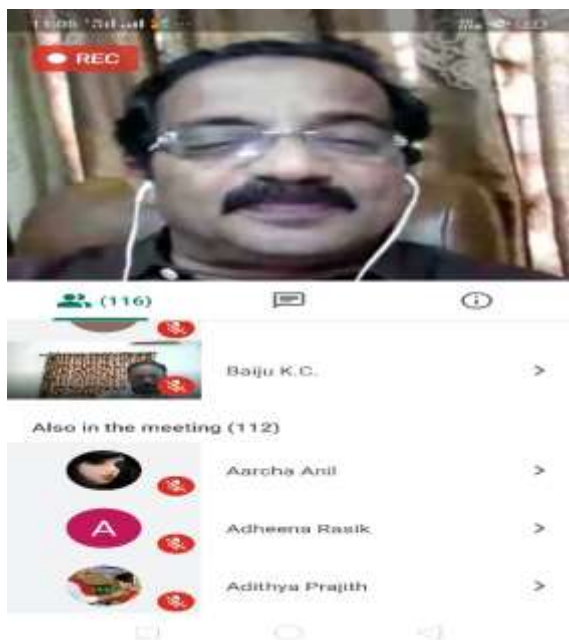 REC
(116)
Baiju K.C.
Also in the meeting (112)
Aarcha Anil
A
Adheena Rasik
Adithya Prajith